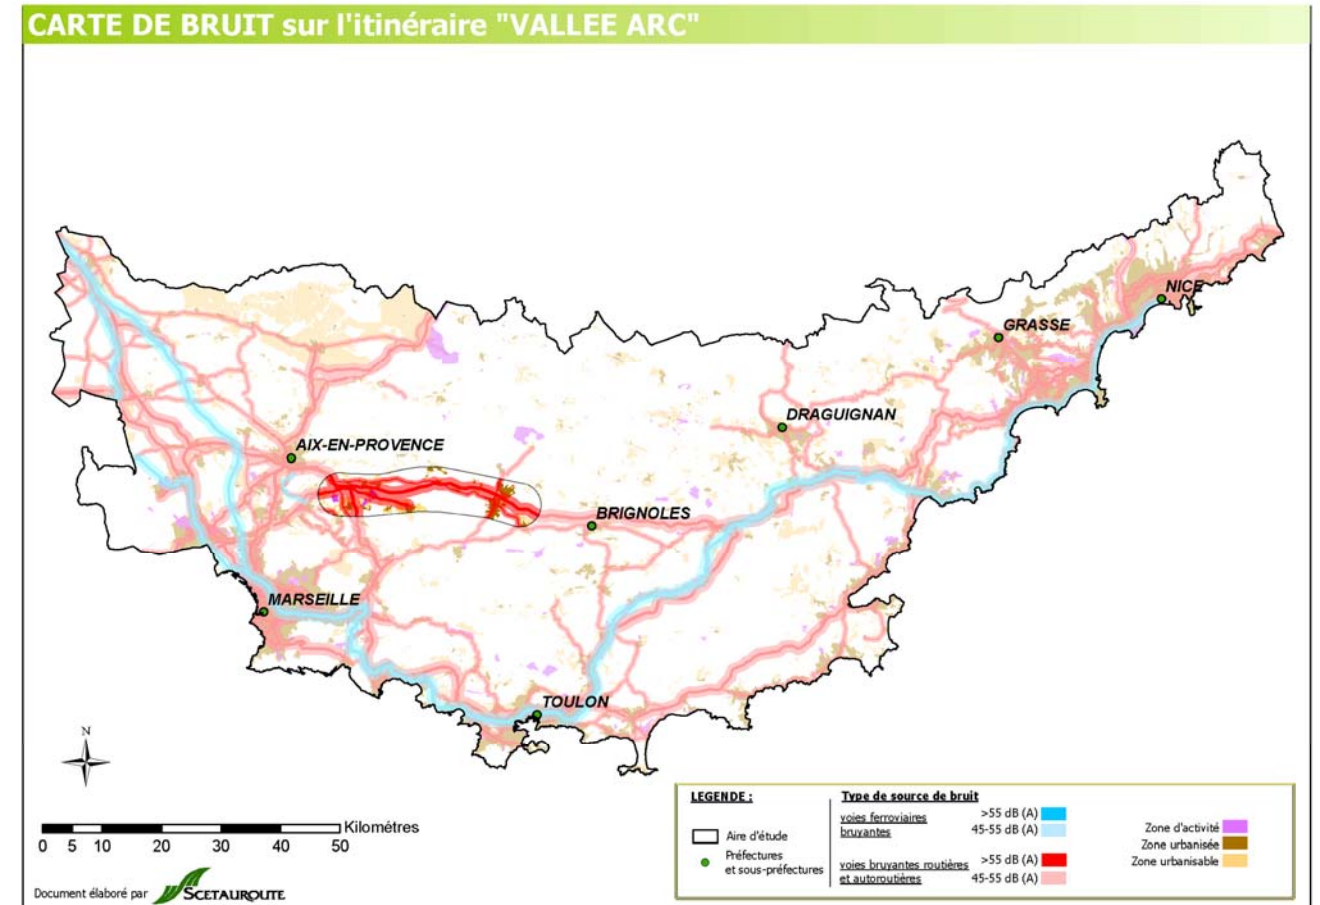 CARTE DE BRUIT sur l'itinéraire "VALLEE ARC"
NICE
GRASSE
DRAGUIGNAN
AIX-EN-PROVENCE
BRIGNOLES
MARSEILLE
TOULON
N
Kilométres
0 5 10 20 30 40 50
Document élaboré par SCETAUROUTE
LEGENDE :
Aire d'étude
Préfectures
et sous-préfectures
Type de source de bruit
voies ferroviaires
bruyantes
>55 dB (A)
45-55 dB (A)
voies bruyantes routières
et autoroutières
>55 dB (A)
45-55 dB (A)
Zone d'activité
Zone urbanisée
Zone urbanisable